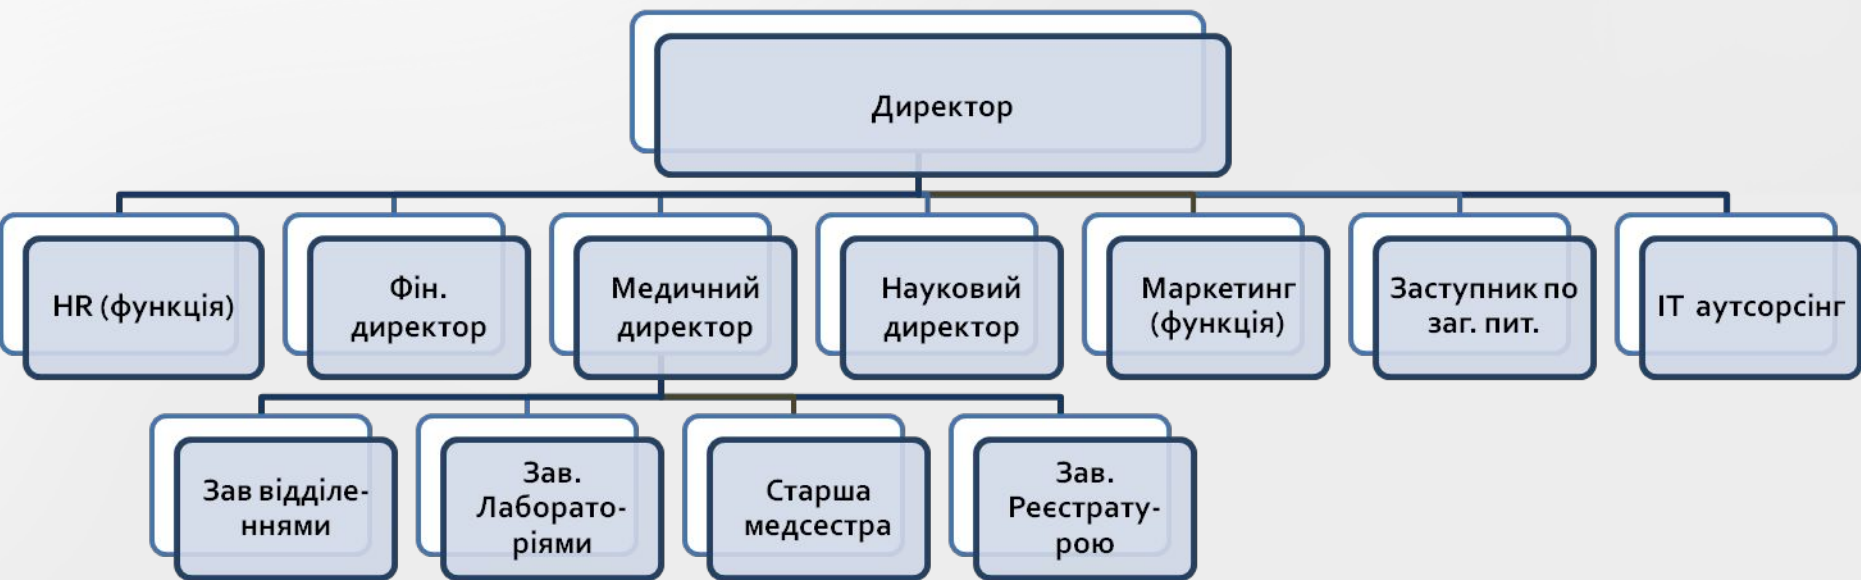 Директор
HR (функція)
Фін.
директор
Медичний
директор
Науковий
директор
Маркетинг
(функція)
Заступник по
заг. пит.
ІТ аутсорсінг
Зав відділе-
ннями
Зав.
Лаборато-
ріями
Старша
медсестра
Зав.
Реєстрату-
рою